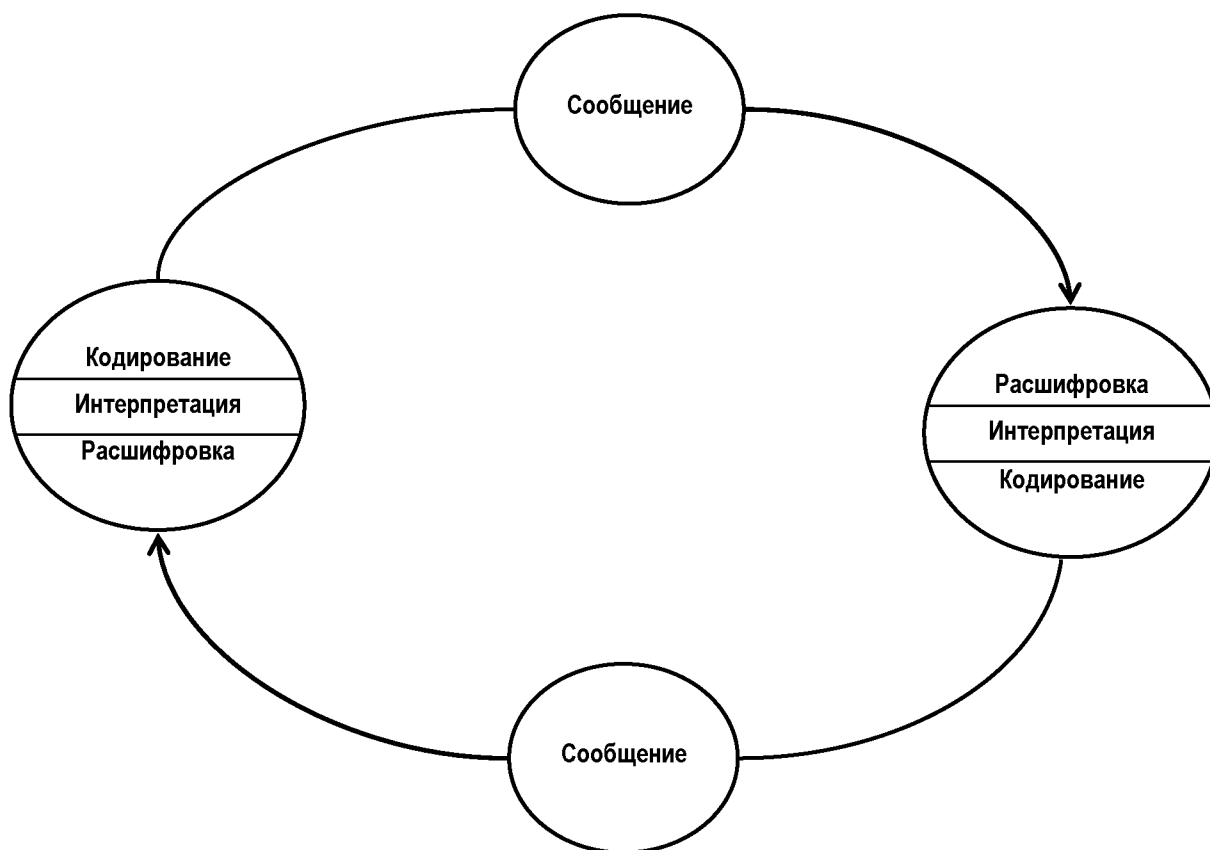 Сообщение
Кодирование
Интерпретация
Расшифровка
Расшифровка
Интерпретация
Кодирование
Сообщение